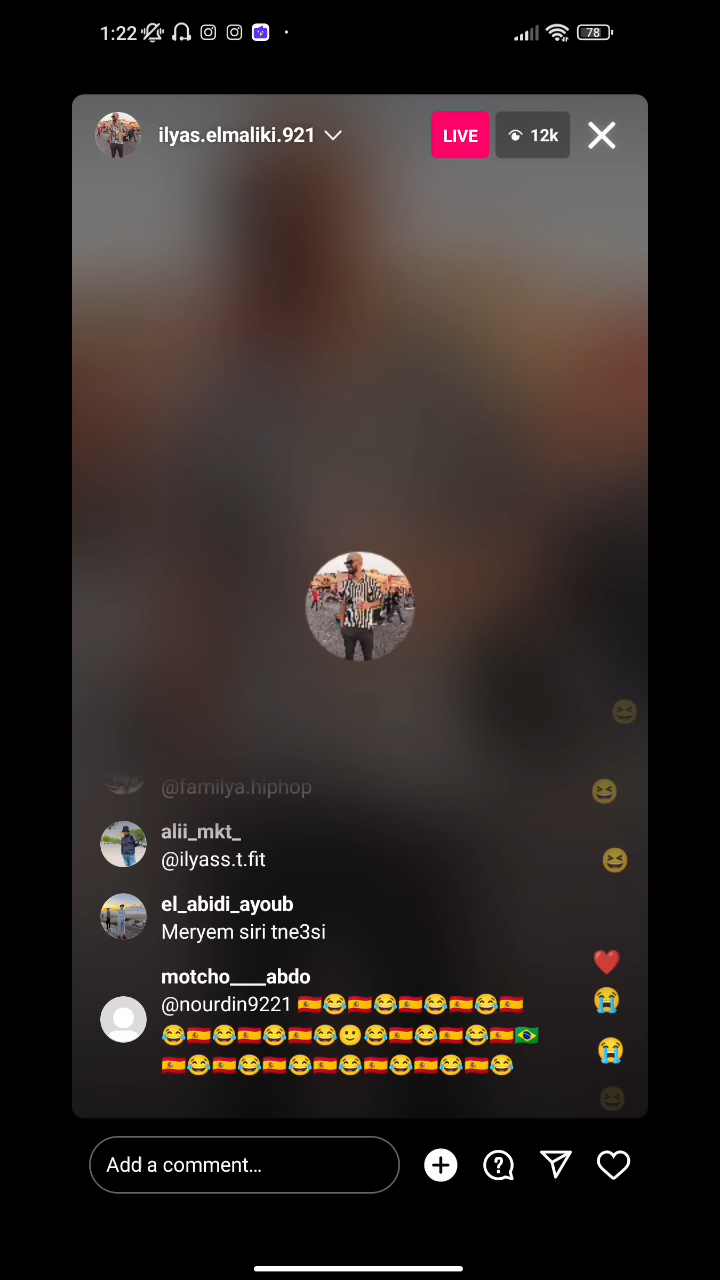 1:22
78
ilyas.elmaliki.921
LIVE
12k
@familya.hiphop
alii_mkt_
@ilyass.t.fit
el_abidi_ayoub
Meryem siri tne3si
motcho____abdo
@nourdin9221 🇪🇸😂🇪🇸😂🇪🇸😂🇪🇸😂🇪🇸
😂🇪🇸😂🇪🇸😂🇪🇸😂🙂😂🇪🇸😂🇪🇸😂🇪🇸🇧🇷
🇪🇸😂🇪🇸😂🇪🇸😂🇪🇸😂🇪🇸😂🇪🇸😂🇪🇸😂
Add a comment...